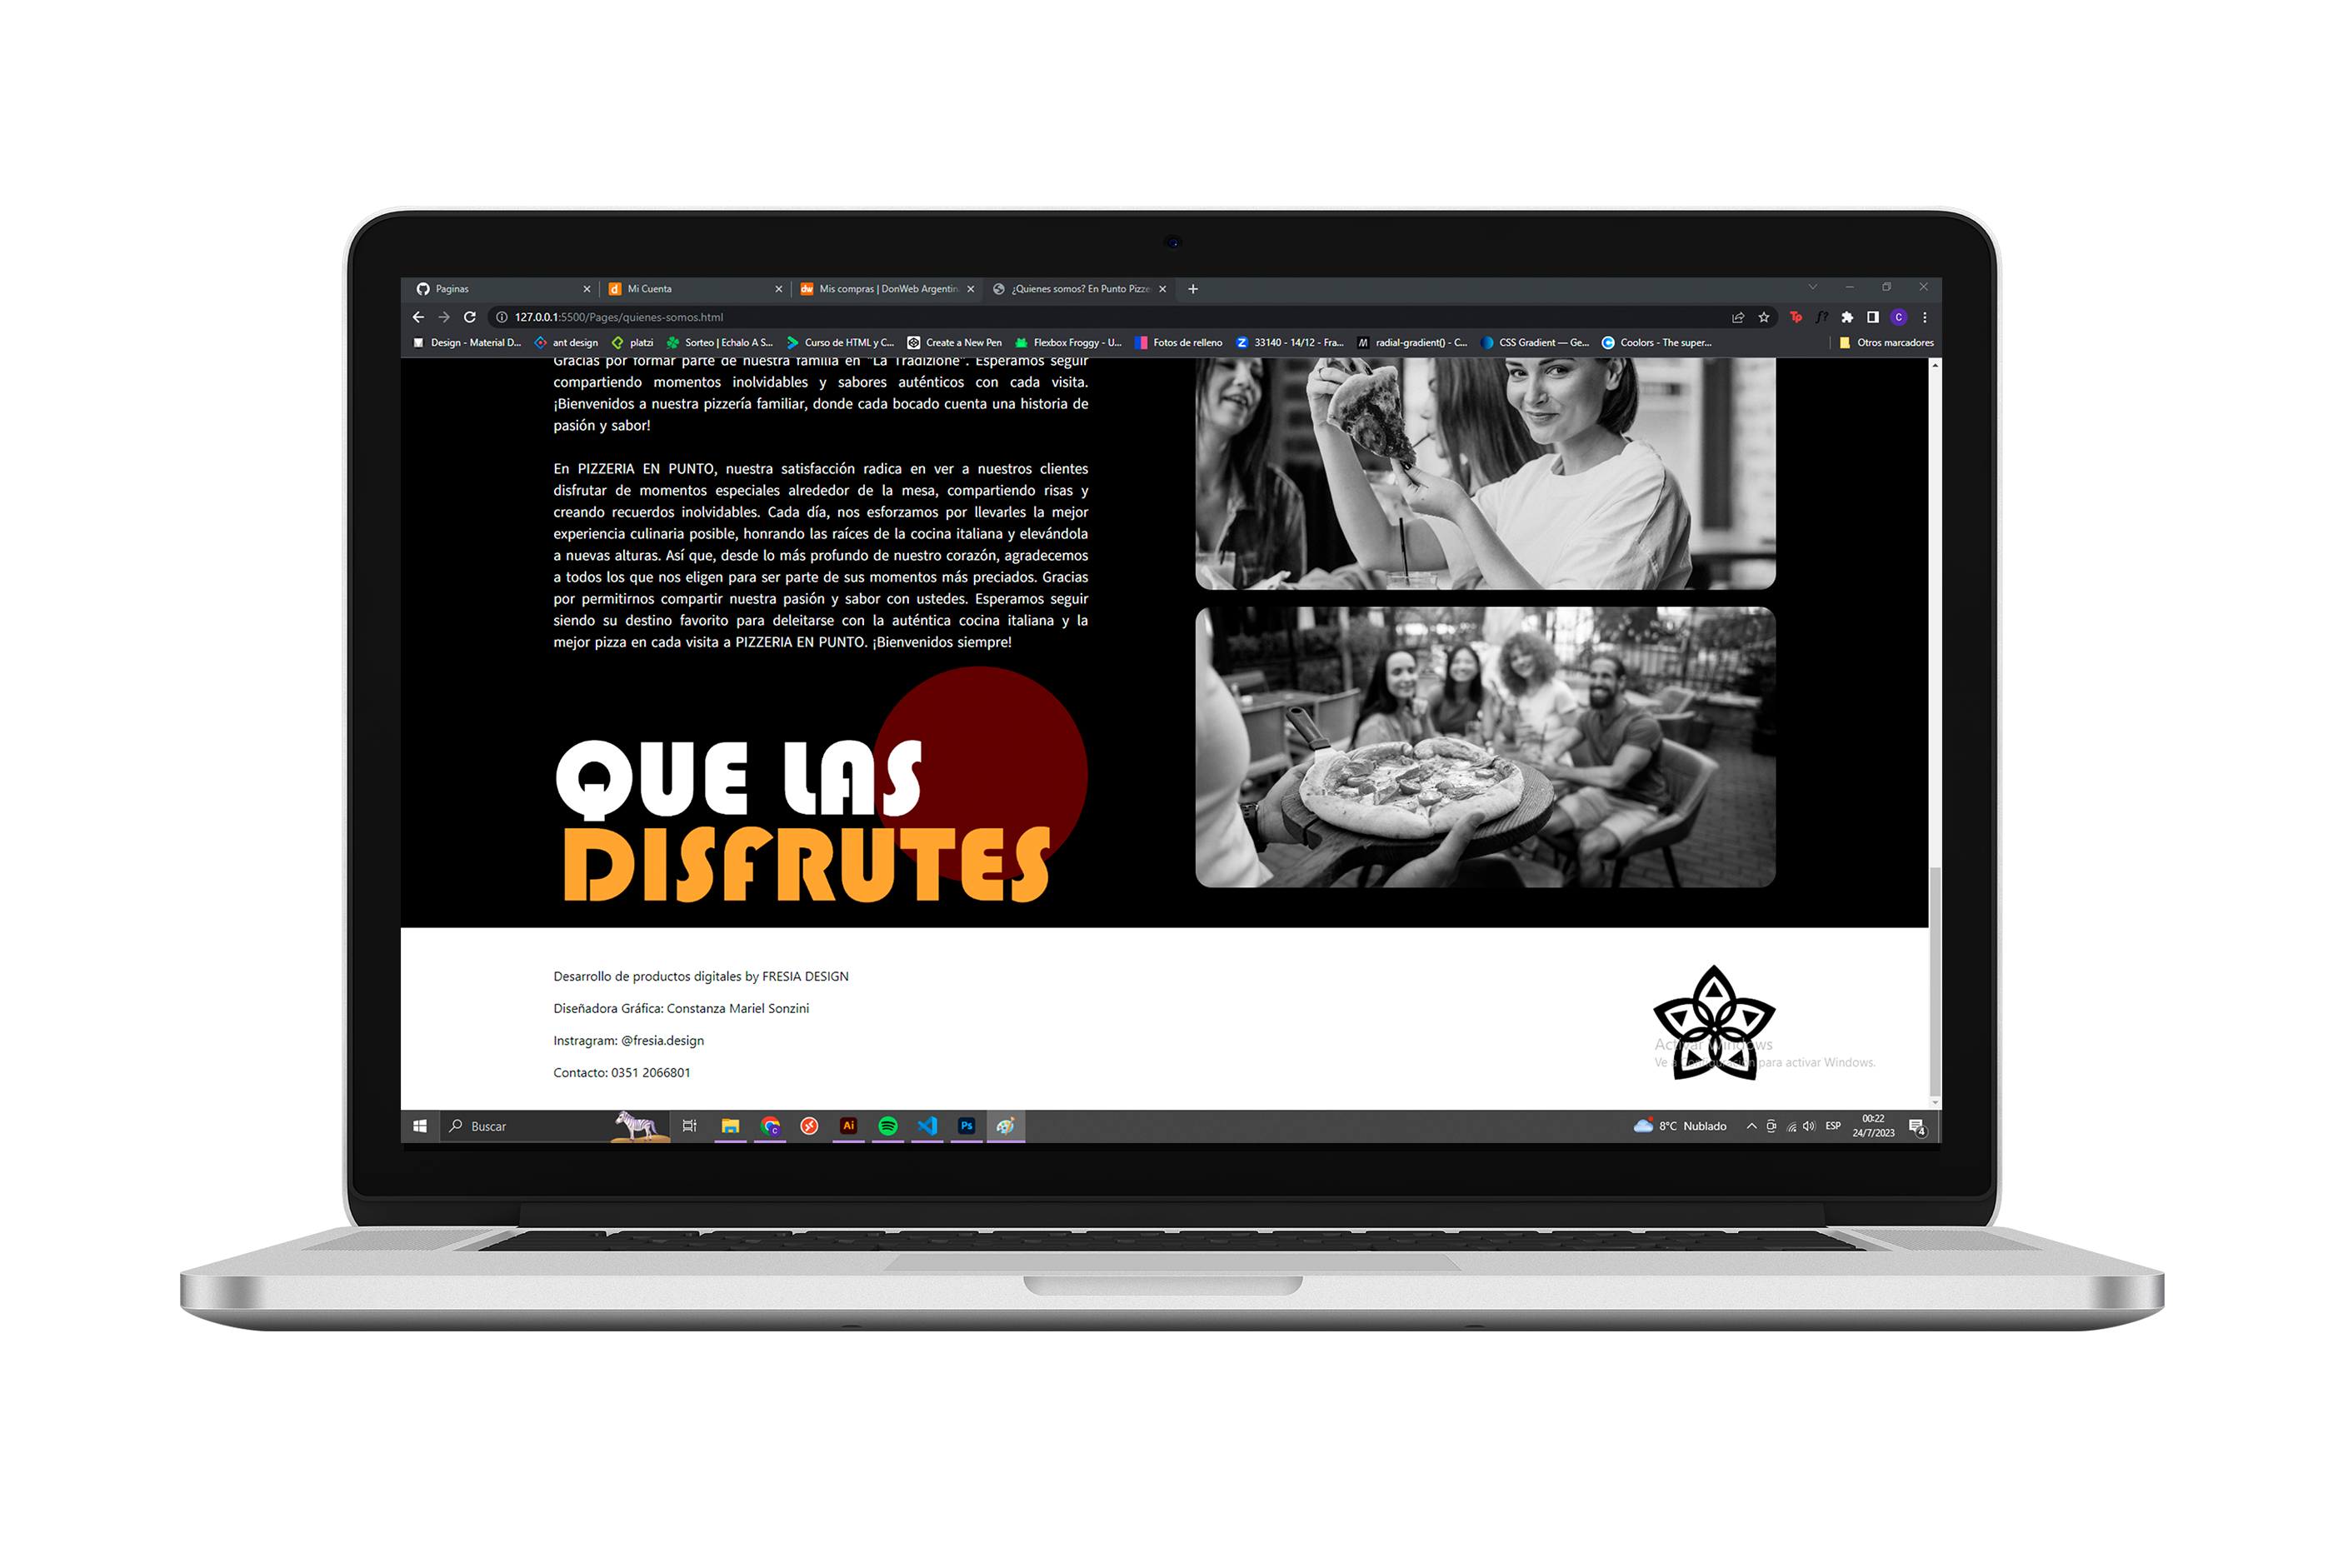 Paginas
Mi Cuenta
Mis compras | DonWeb Argentin
¿Quienes somos? En Punto Pizze
127.0.0.1:5500/Pages/quienes-somos.html
Design - Material D...
ant design
platzi
Sorteo | Echalo A S...
Curso de HTML y C...
Create a New Pen
Flexbox Froggy - U...
Fotos de relleno
33140 - 14/12 - Fra...
radial-gradient() - C...
CSS Gradient — Ge...
Coolors - The super...
Otros marcadores
Gracias por formar parte de nuestra familia en "La Tradizione". Esperamos seguir
compartiendo momentos inolvidables y sabores auténticos con cada visita.
¡Bienvenidos a nuestra pizzería familiar, donde cada bocado cuenta una historia de
pasión y sabor!
En PIZZERIA EN PUNTO, nuestra satisfacción radica en ver a nuestros clientes
disfrutar de momentos especiales alrededor de la mesa, compartiendo risas y
creando recuerdos inolvidables. Cada día, nos esforzamos por llevarles la mejor
experiencia culinaria posible, honrando las raíces de la cocina italiana y elevándola
a nuevas alturas. Así que, desde lo más profundo de nuestro corazón, agradecemos
a todos los que nos eligen para ser parte de sus momentos más preciados. Gracias
por permitirnos compartir nuestra pasión y sabor con ustedes. Esperamos seguir
siendo su destino favorito para deleitarse con la auténtica cocina italiana y la
mejor pizza en cada visita a PIZZERIA EN PUNTO. ¡Bienvenidos siempre!
QUE LAS
DISFRUTES
Desarrollo de productos digitales by FRESIA DESIGN
Diseñadora Gráfica: Constanza Mariel Sonzini
Instragram: @fresia.design
Contacto: 0351 2066801
Activar Windows
Ve a Configuración para activar Windows.
Buscar
Ai
Ps
8°C Nublado
ESP
00:22
24/7/2023
4